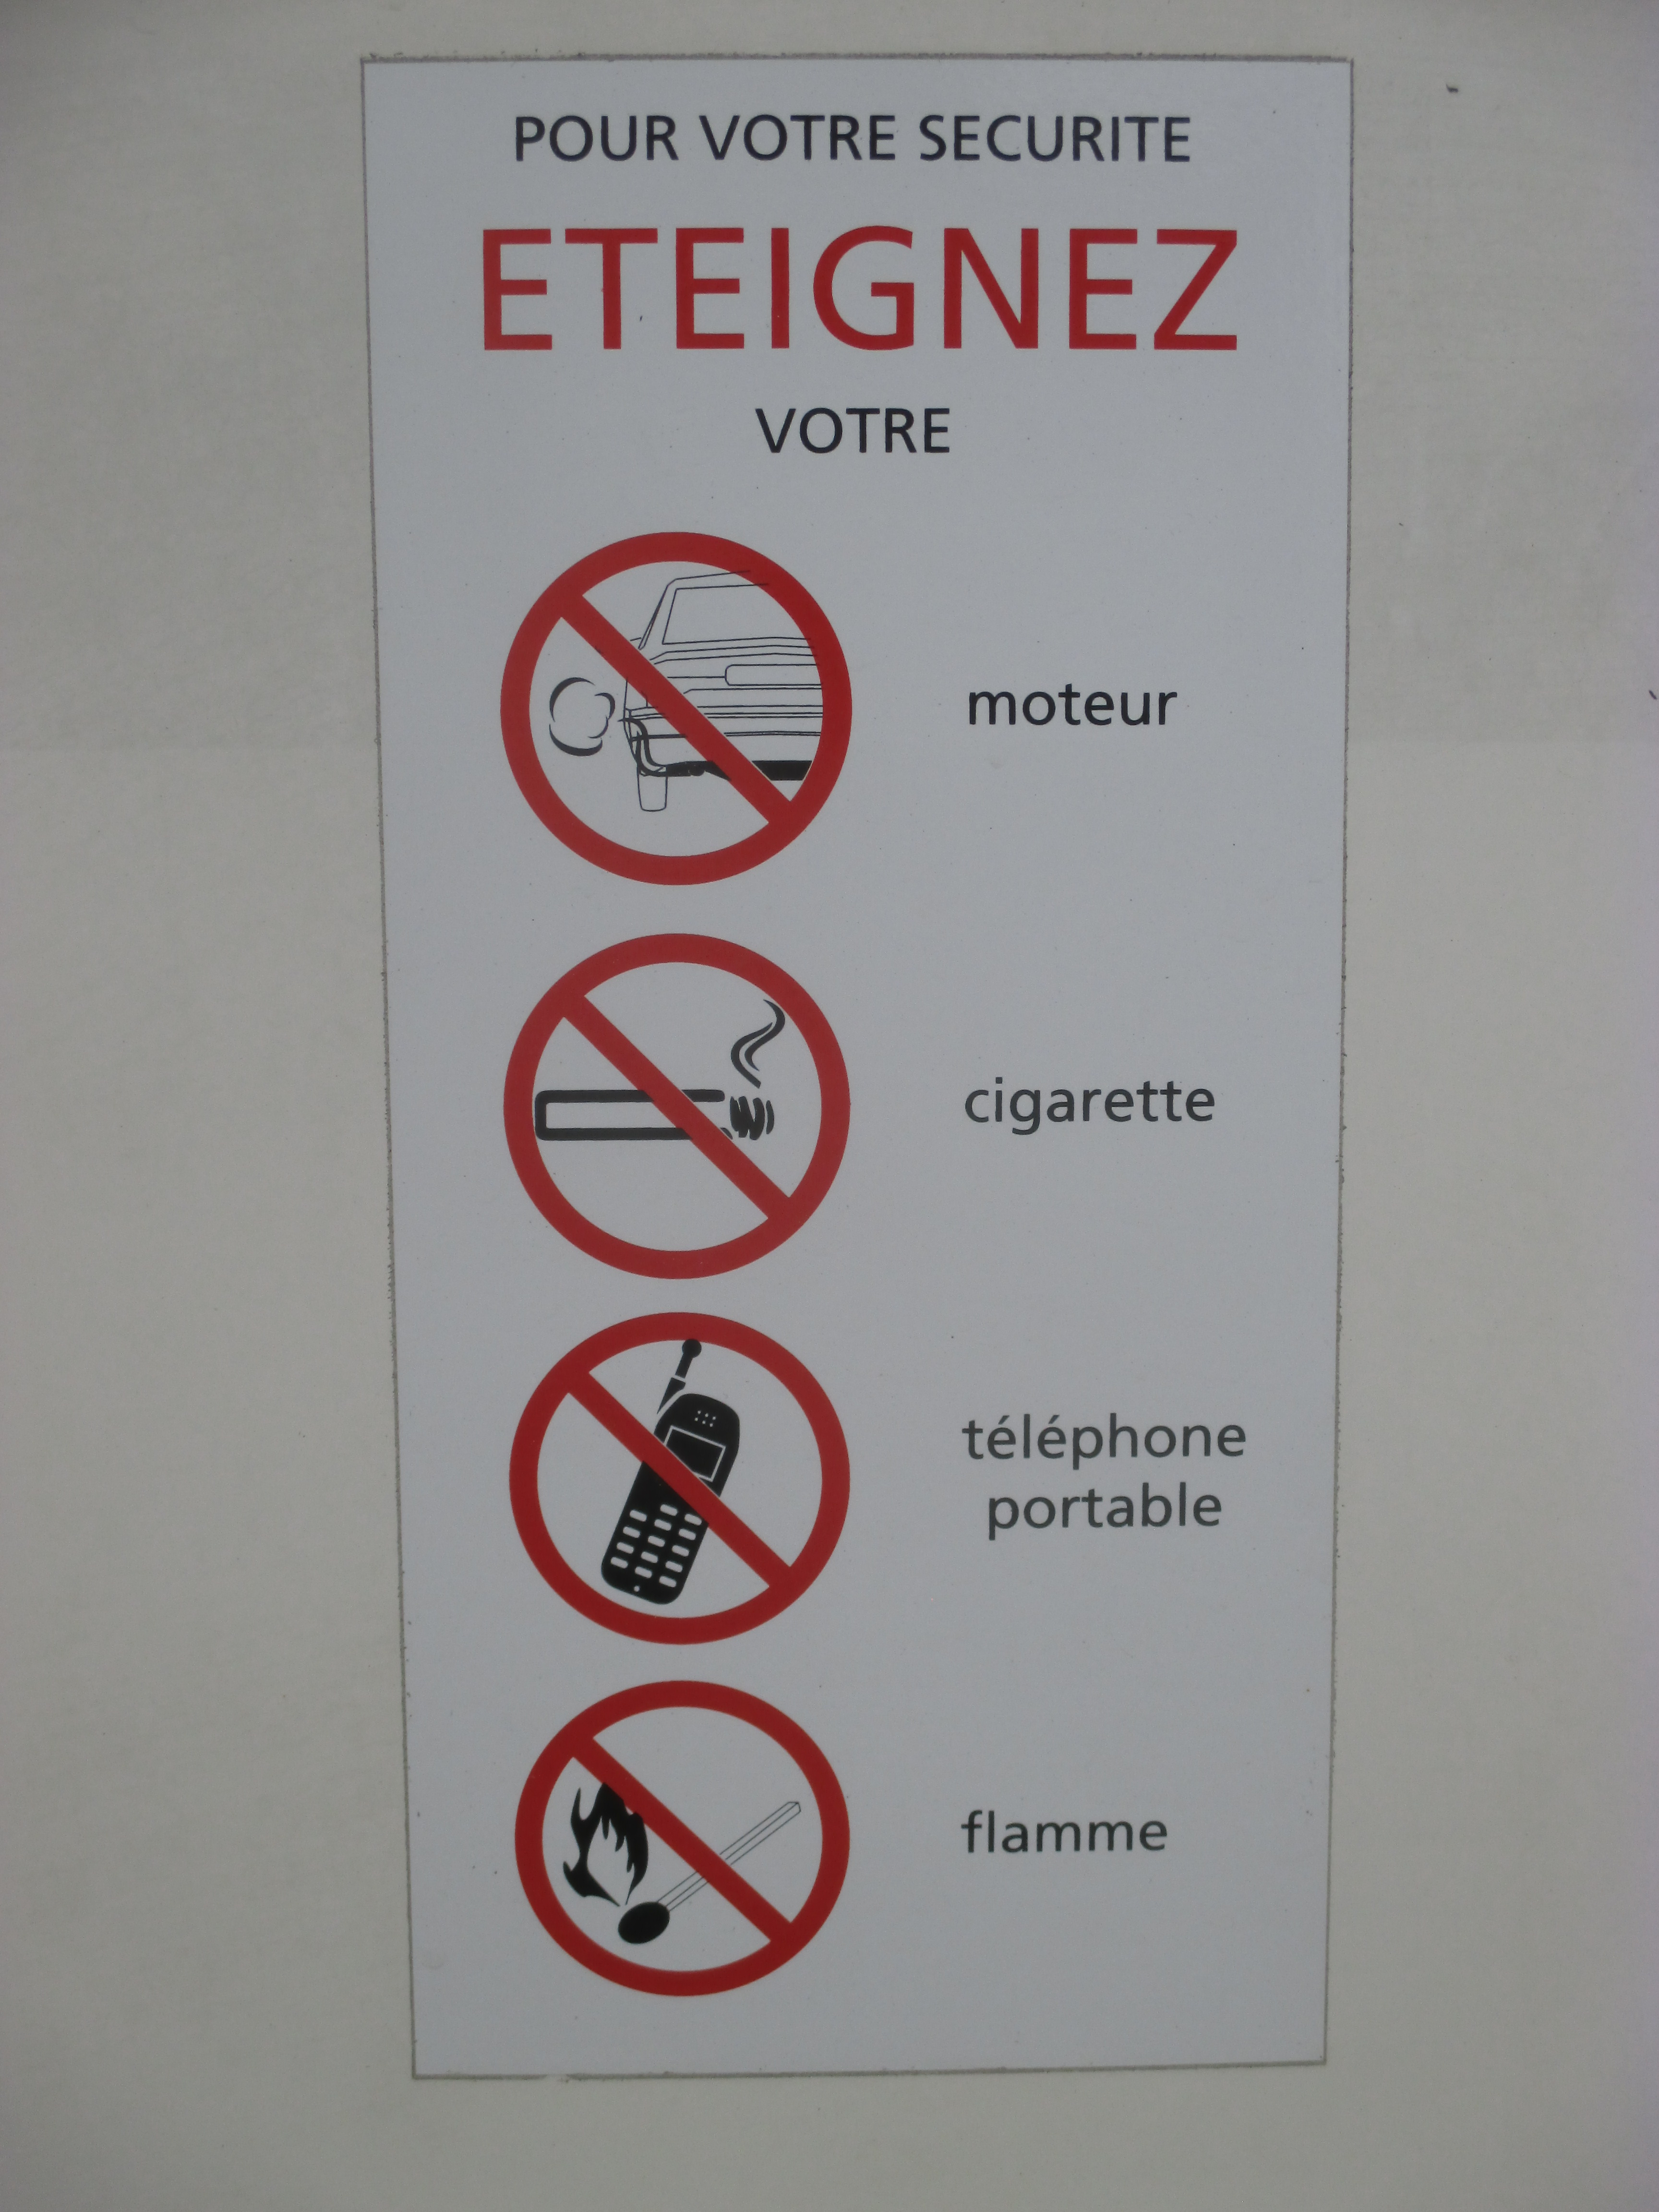 POUR VOTRE SECURITE
ETEIGNEZ
VOTRE
moteur
cigarette
téléphone
portable
flamme